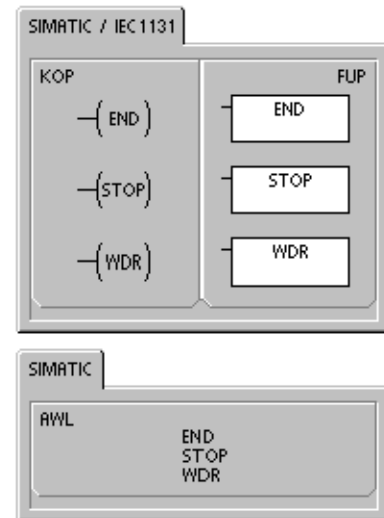 SIMATIC / IEC1131
KOP
FUP
END
END
STOP
STOP
WDR
WDR
SIMATIC
AWL
END
STOP
WDR